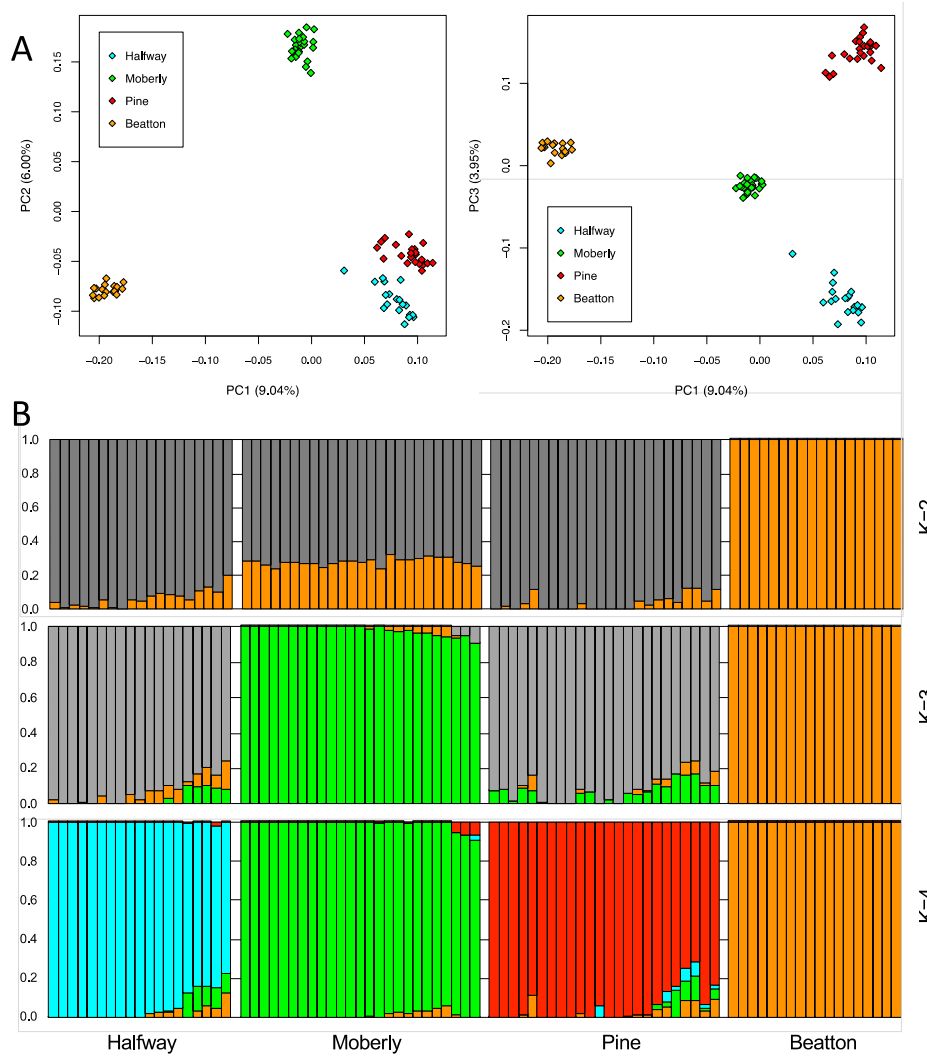 A
Halfway
Moberly
Pine
Beatton
PC2 (6.00%)
0.15
0.10
0.05
0.00
−0.05
−0.10
−0.20 −0.15 −0.10 −0.05 0.00 0.05 0.10
PC1 (9.04%)
PC3 (3.95%)
0.1
0.0
−0.1
−0.2
Halfway
Moberly
Pine
Beatton
−0.20 −0.15 −0.10 −0.05 0.00 0.05 0.10
PC1 (9.04%)
B
1.0
0.8
0.6
0.4
0.2
0.0
K=2
1.0
0.8
0.6
0.4
0.2
0.0
K=3
1.0
0.8
0.6
0.4
0.2
0.0
K=4
Halfway Moberly Pine Beatton